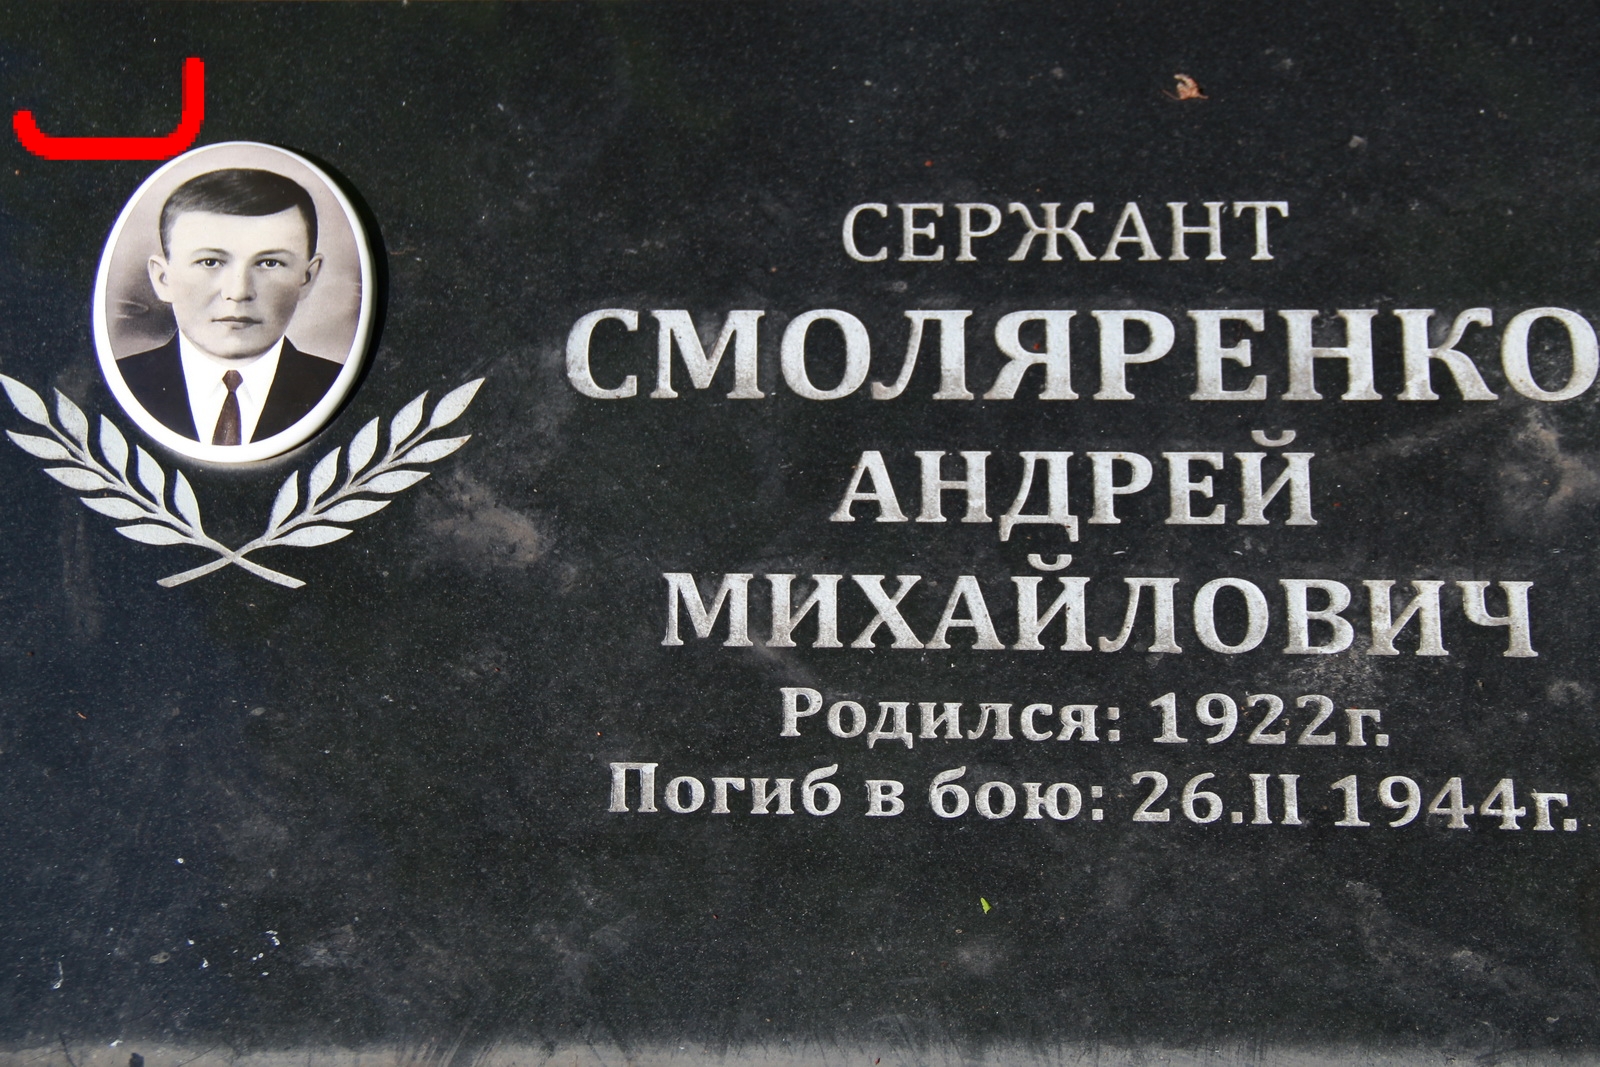 СЕРЖАНТ
СМОЛЯРЕНКО
АНДРЕЙ
МИХАЙЛОВИЧ
Родился: 1922г.
Погиб в бою: 26.II 1944г.